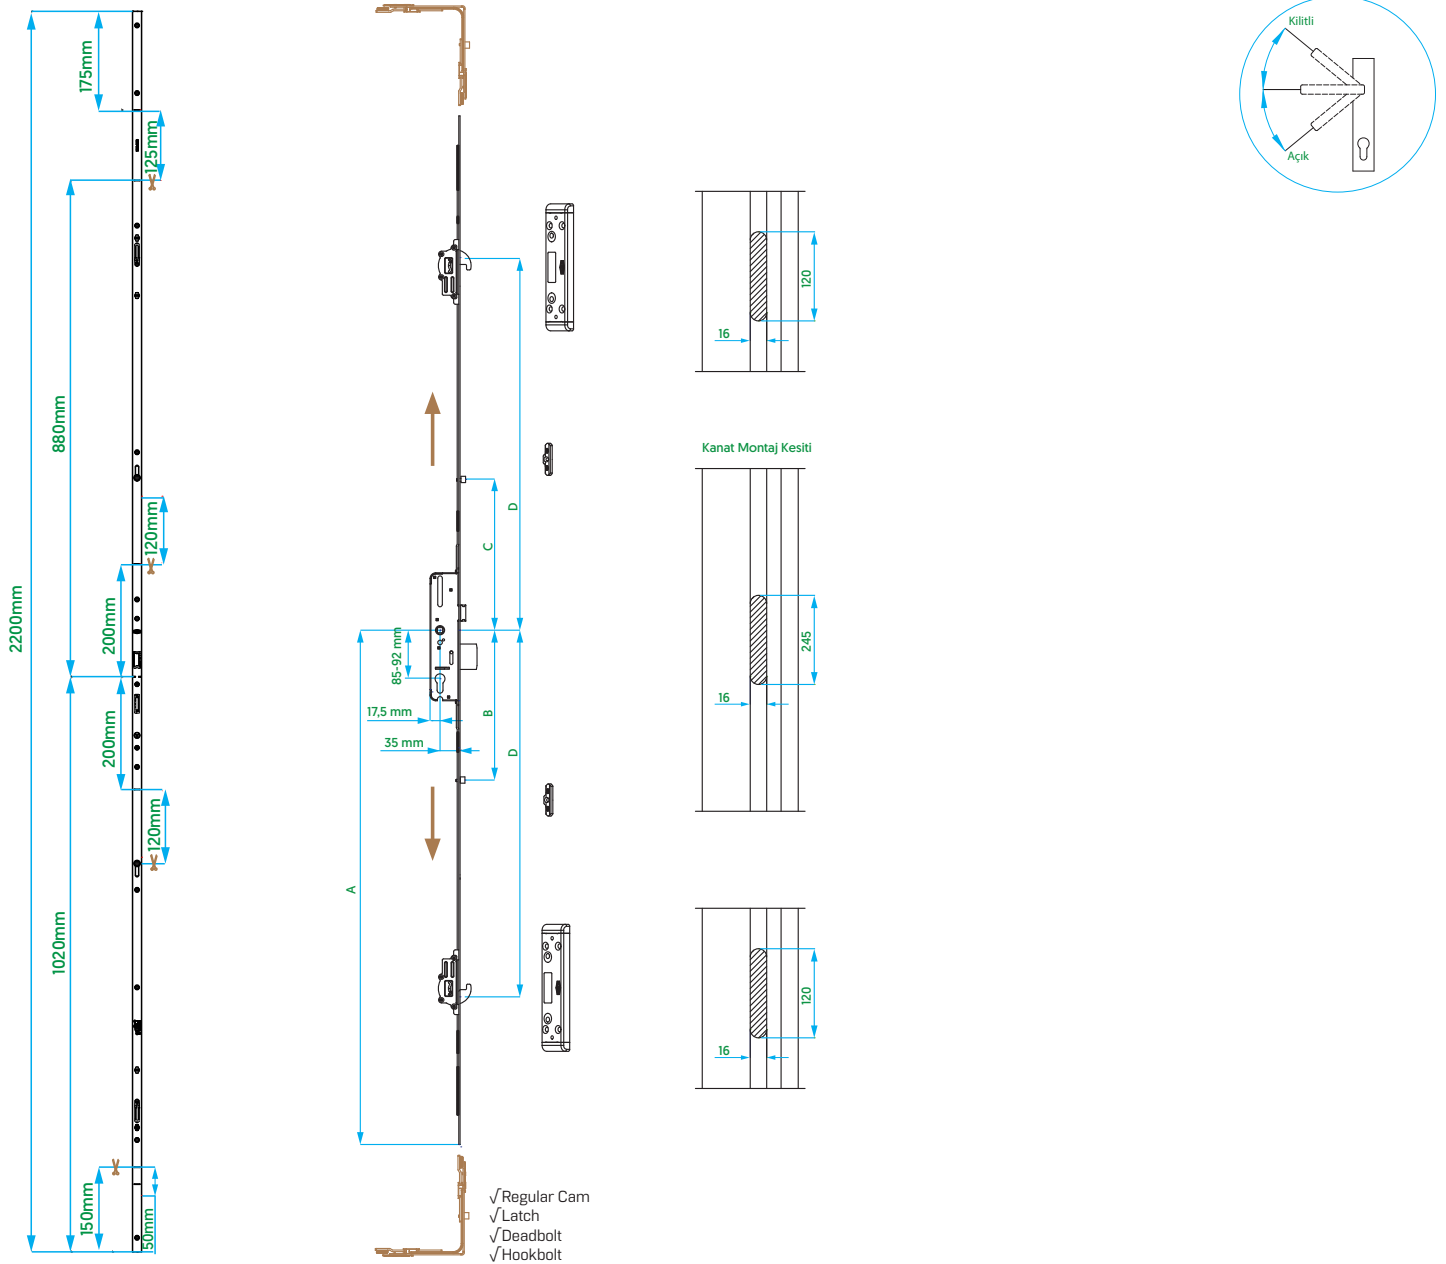 Kilitli
Açık
175mm
125mm
880mm
120mm
2200mm
200mm
200mm
120mm
1020mm
150mm
50mm
D
C
85-92 mm
17,5 mm
35 mm
B
D
A
120
16
Kanat Montaj Kesiti
245
16
120
16
√Regular Cam
√Latch
√Deadbolt
√Hookbolt